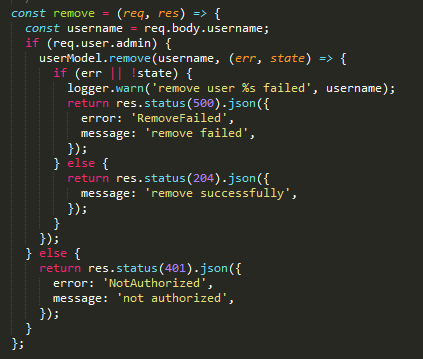 const remove = (req, res) => {
  const username = req.body.username;
  if (req.user.admin) {
    userModel.remove(username, (err, state) => {
      if (err || !state) {
        logger.warn('remove user %s failed', username);
        return res.status(500).json({
          error: 'RemoveFailed',
          message: 'remove failed',
        });
      } else {
        return res.status(204).json({
          message: 'remove successfully',
        });
      }
    });
  } else {
    return res.status(401).json({
      error: 'NotAuthorized',
      message: 'not authorized',
    });
  }
};